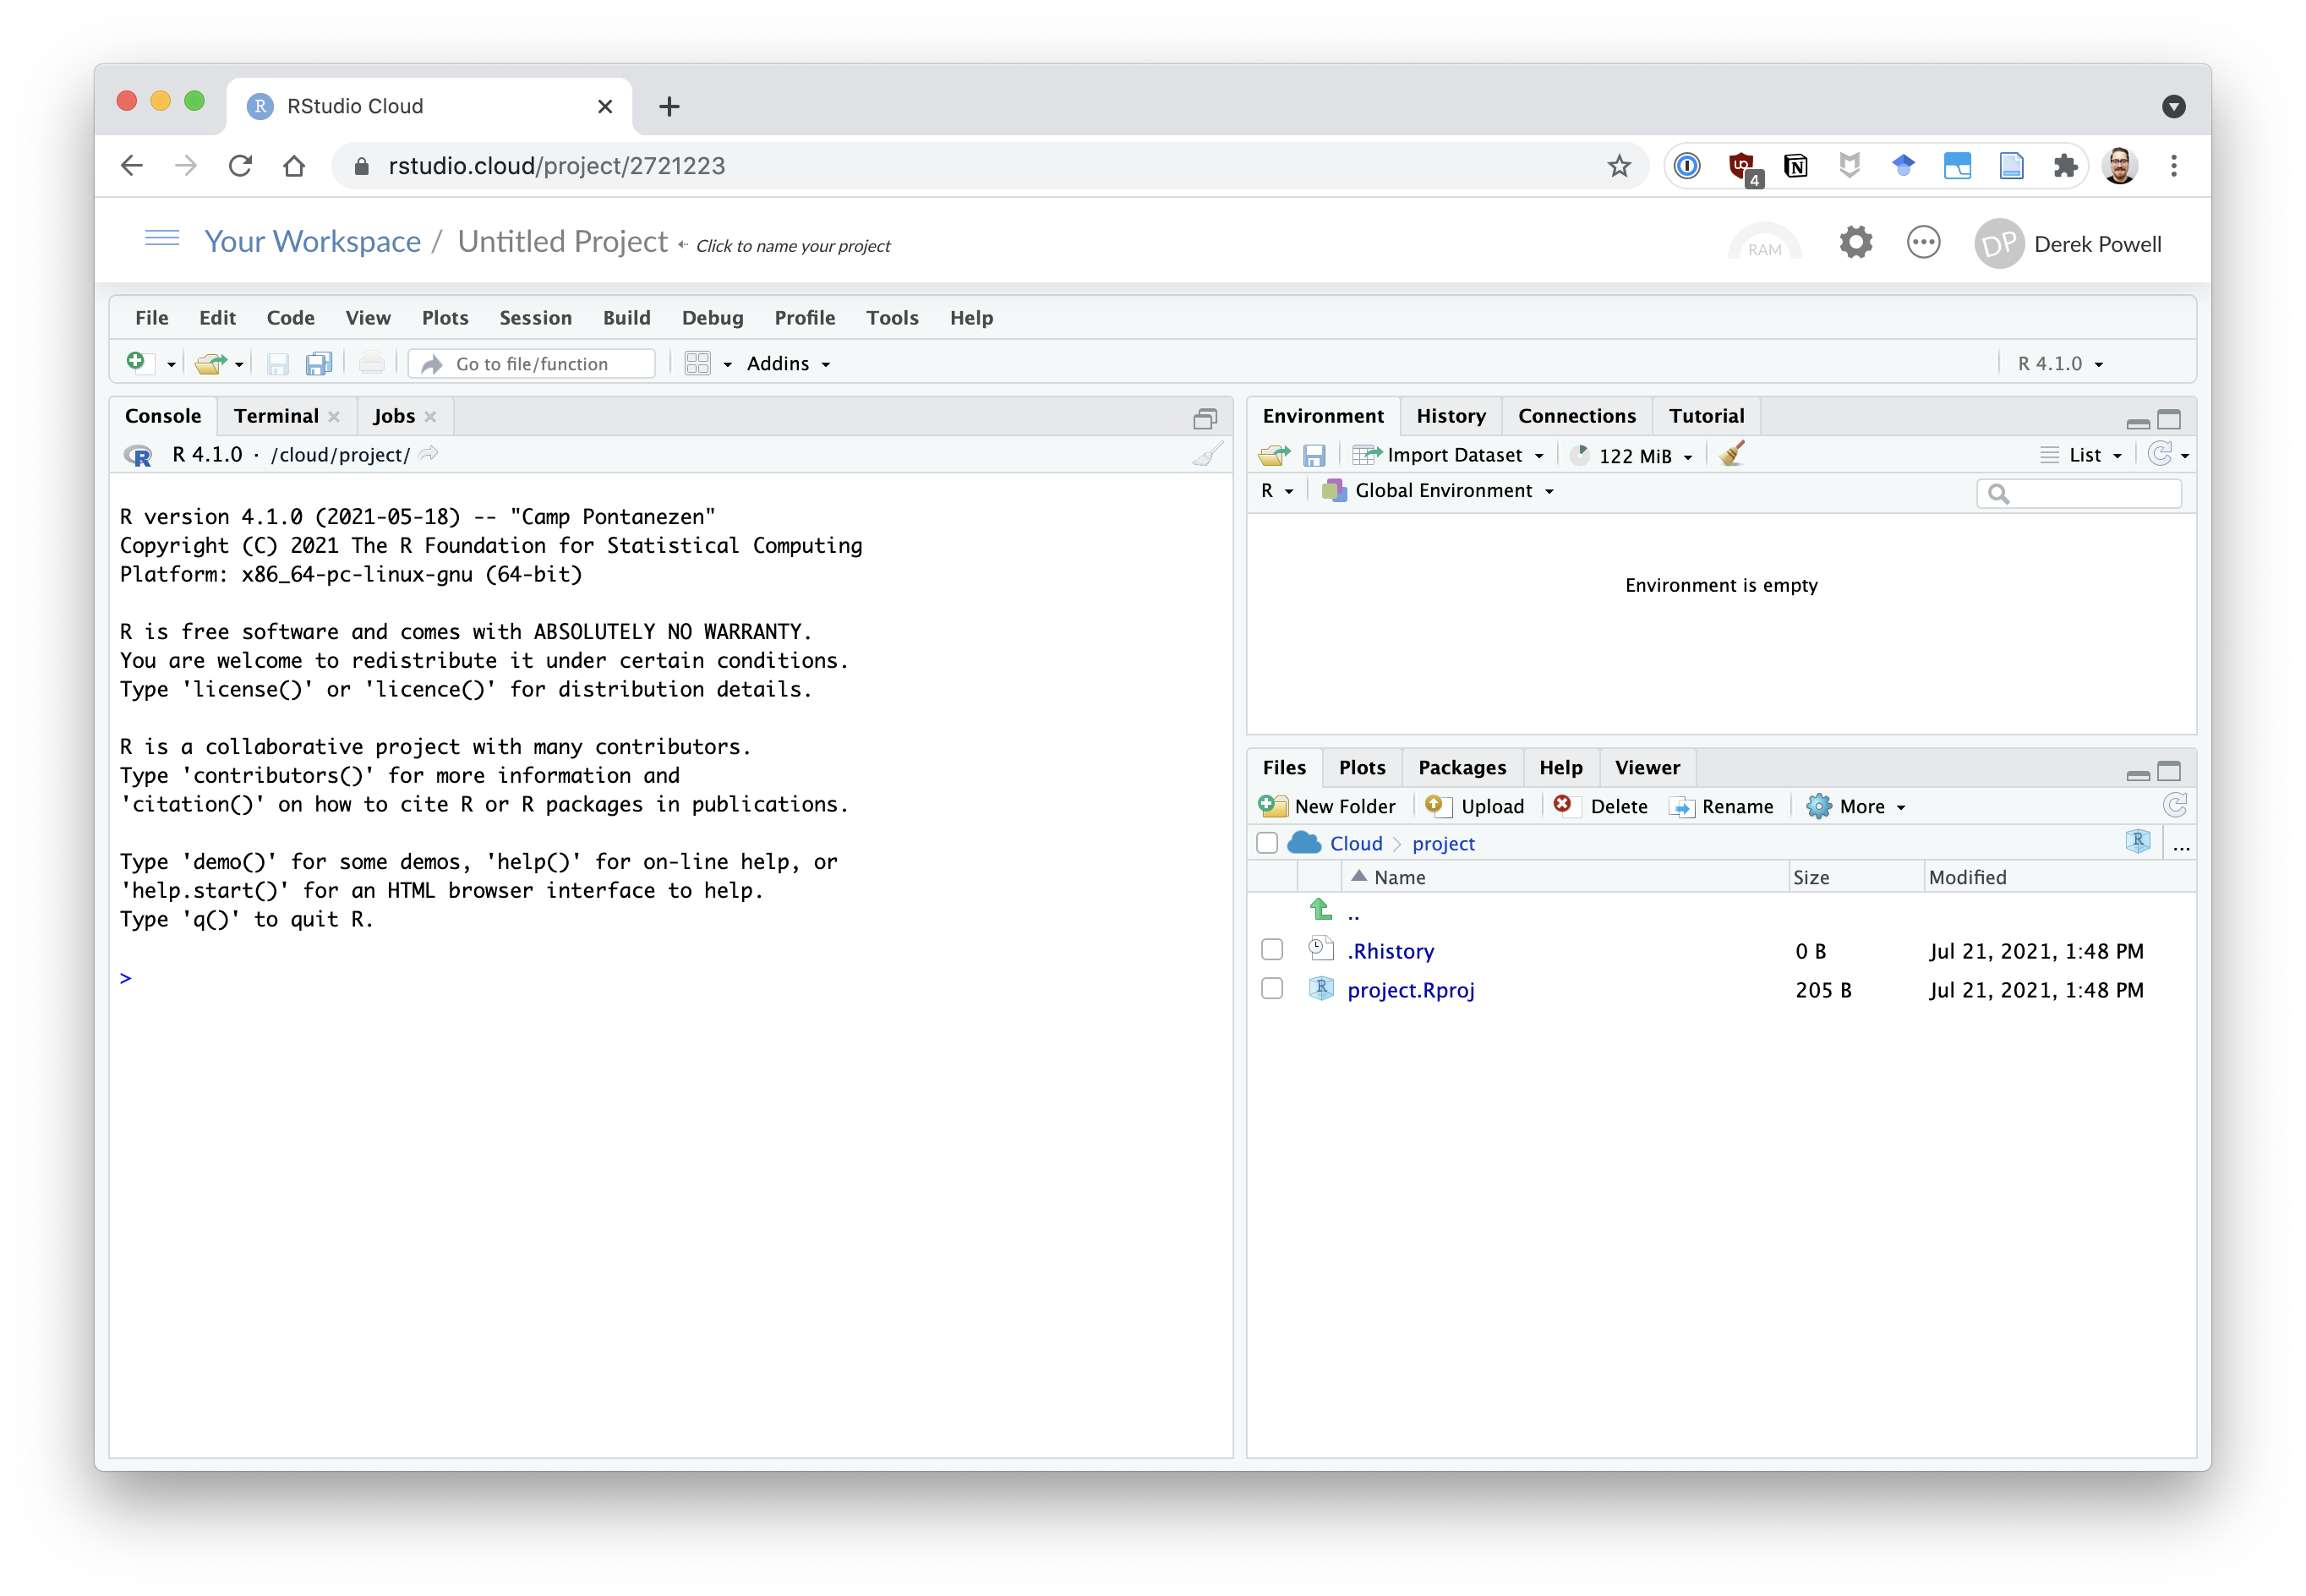 RStudio Cloud
rstudio.cloud/project/2721223
4
Your Workspace / Untitled Project Click to name your project
RAM
DP Derek Powell
File Edit Code View Plots Session Build Debug Profile Tools Help
Go to file/function
Addins
R 4.1.0
Console Terminal Jobs
R 4.1.0 · /cloud/project/
R version 4.1.0 (2021-05-18) -- "Camp Pontanezen"
Copyright (C) 2021 The R Foundation for Statistical Computing
Platform: x86_64-pc-linux-gnu (64-bit)
R is free software and comes with ABSOLUTELY NO WARRANTY.
You are welcome to redistribute it under certain conditions.
Type 'license()' or 'licence()' for distribution details.
R is a collaborative project with many contributors.
Type 'contributors()' for more information and
'citation()' on how to cite R or R packages in publications.
Type 'demo()' for some demos, 'help()' for on-line help, or
'help.start()' for an HTML browser interface to help.
Type 'q()' to quit R.
>
Environment History Connections Tutorial
Import Dataset 122 MiB List
R Global Environment
Environment is empty
Files Plots Packages Help Viewer
New Folder Upload Delete Rename More
Cloud project ...
Name Size Modified
..
.Rhistory 0 B Jul 21, 2021, 1:48 PM
project.Rproj 205 B Jul 21, 2021, 1:48 PM